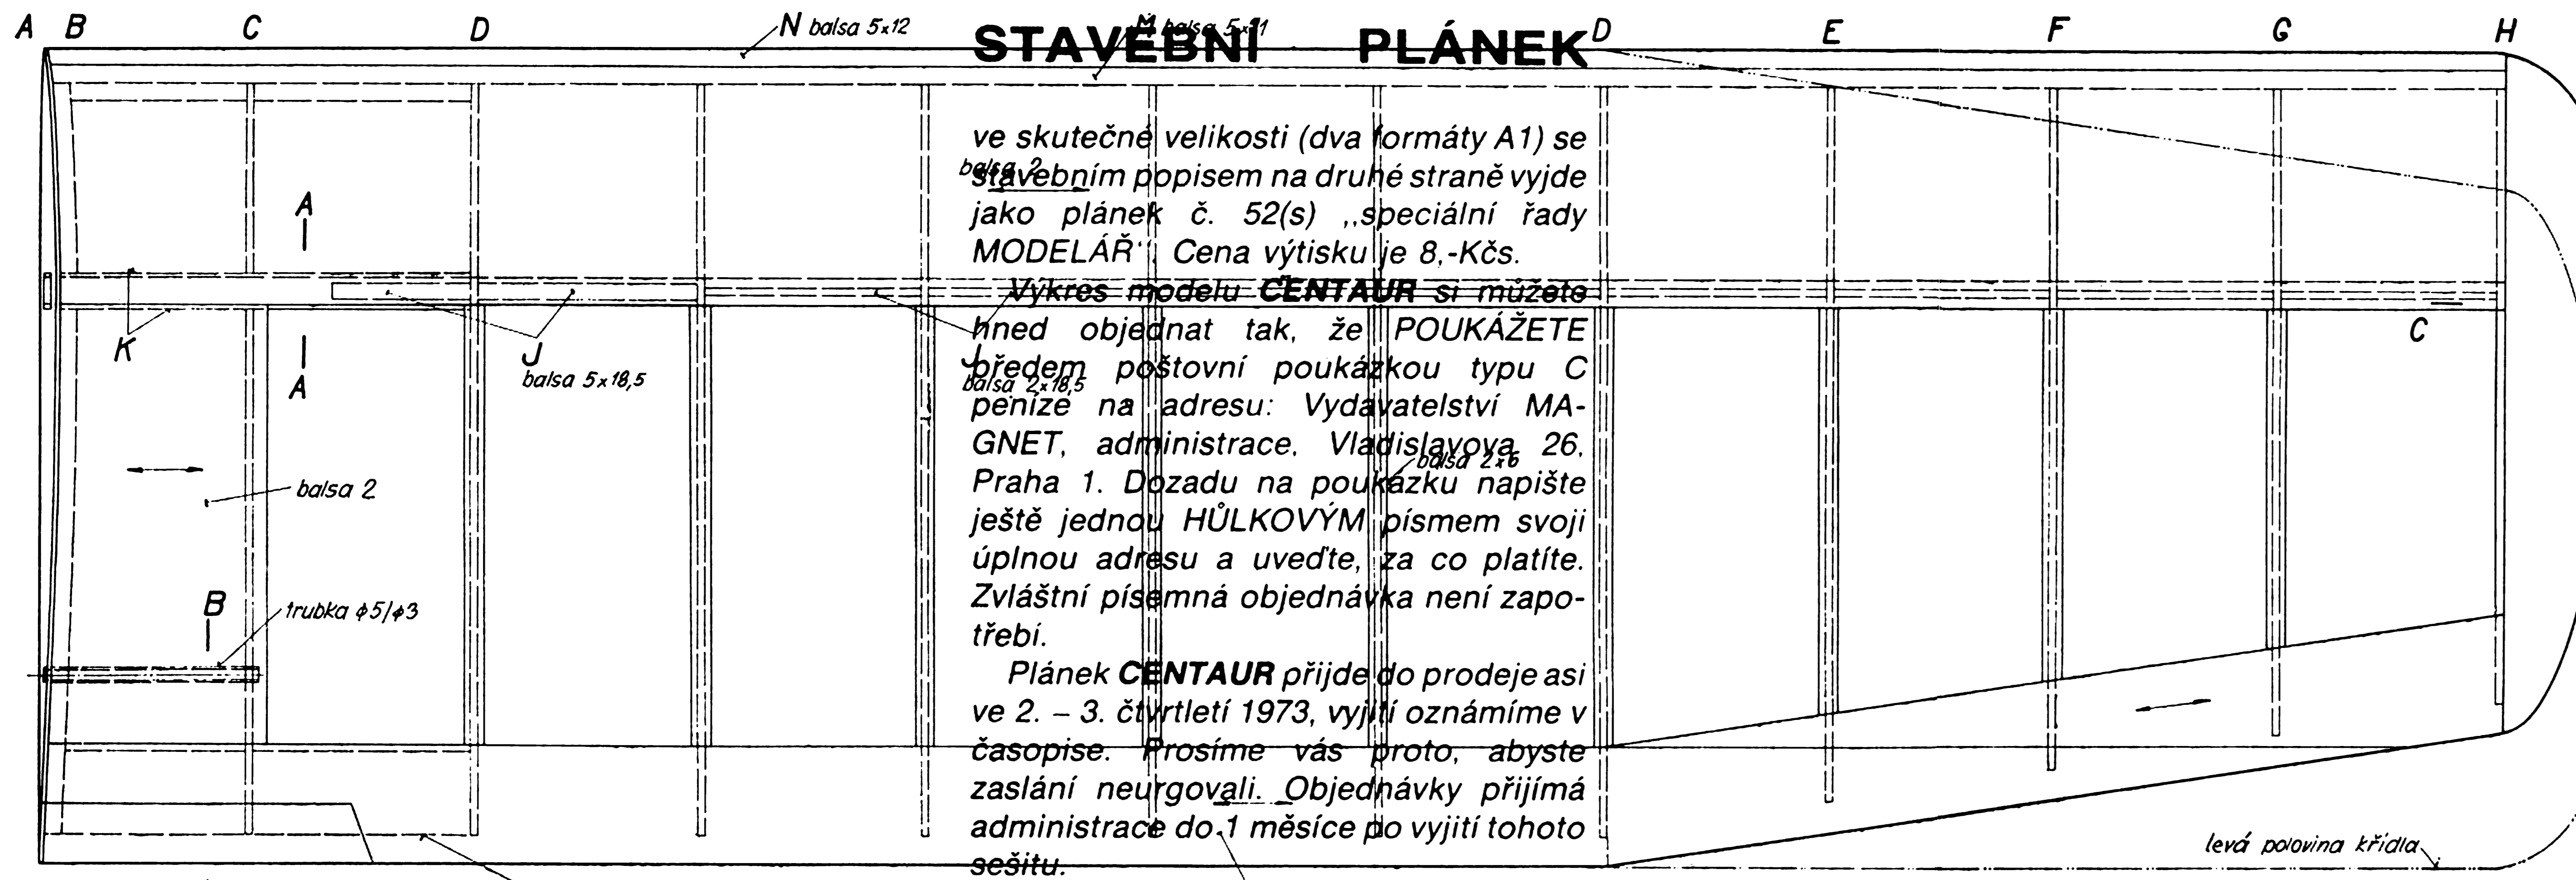 A B C D N balsa 5x12 M balsa 5x11 D E F G H
STAVEBNÍ PLÁNEK
ve skutečné velikosti (dva formáty A1) se
stavebním popisem na druhé straně vyjde
jako plánek č. 52(s) „speciální řady
MODELÁŘ“. Cena výtisku je 8,-Kčs.
Výkres modelu CENTAUR si můžete
hned objednat tak, že POUKÁŽETE
předem poštovní poukázkou typu C
peníze na adresu: Vydavatelství MA-
GNET, administrace, Vladislavova 26,
Praha 1. Dozadu na poukázku napište
ještě jednou HŮLKOVÝM písmem svoji
úplnou adresu a uveďte, za co platíte.
Zvláštní písemná objednávka není zapo-
třebí.
Plánek CENTAUR přijde do prodeje asi
ve 2. – 3. čtvrtletí 1973, vyjití oznámíme v
časopise. Prosíme vás proto, abyste
zaslání neurgovali. Objednávky přijímá
administrace do 1 měsíce po vyjití tohoto
sešitu.
balsa 2
A
K
A
J
balsa 5x18,5
J
balsa 2x18,5
C
balsa 2x6
balsa 2
B
trubka ϕ5/ϕ3
levá polovina křídla